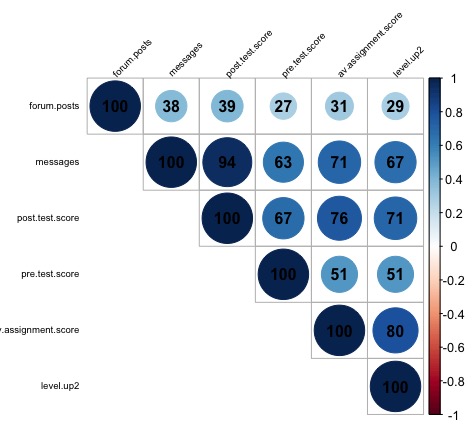 forum.posts
messages
post.test.score
pre.test.score
av.assignment.score
level.up2
forum.posts 100 38 39 27 31 29
messages 100 94 63 71 67
post.test.score 100 67 76 71
pre.test.score 100 51 51
.assignment.score 100 80
level.up2 100
1
0.8
0.6
0.4
0.2
0
-0.2
-0.4
-0.6
-0.8
-1